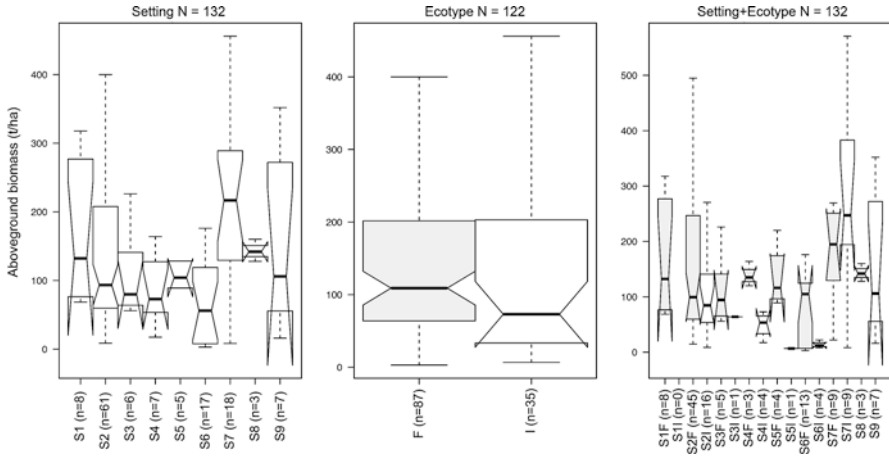 Setting N = 132
Ecotype N = 122
Setting+Ecotype N = 132
Aboveground biomass (t/ha)
400
300
200
100
0
400
300
200
100
0
500
400
300
200
100
0
S1 (n=8)
S2 (n=61)
S3 (n=6)
S4 (n=7)
S5 (n=5)
S6 (n=17)
S7 (n=18)
S8 (n=3)
S9 (n=7)
F (n=87)
I (n=35)
S1F (n=8)
S1I (n=0)
S2F (n=45)
S2I (n=16)
S3F (n=5)
S3I (n=1)
S4F (n=3)
S4I (n=4)
S5F (n=4)
S5I (n=1)
S6F (n=13)
S6I (n=4)
S7F (n=9)
S7I (n=9)
S8 (n=3)
S9 (n=7)